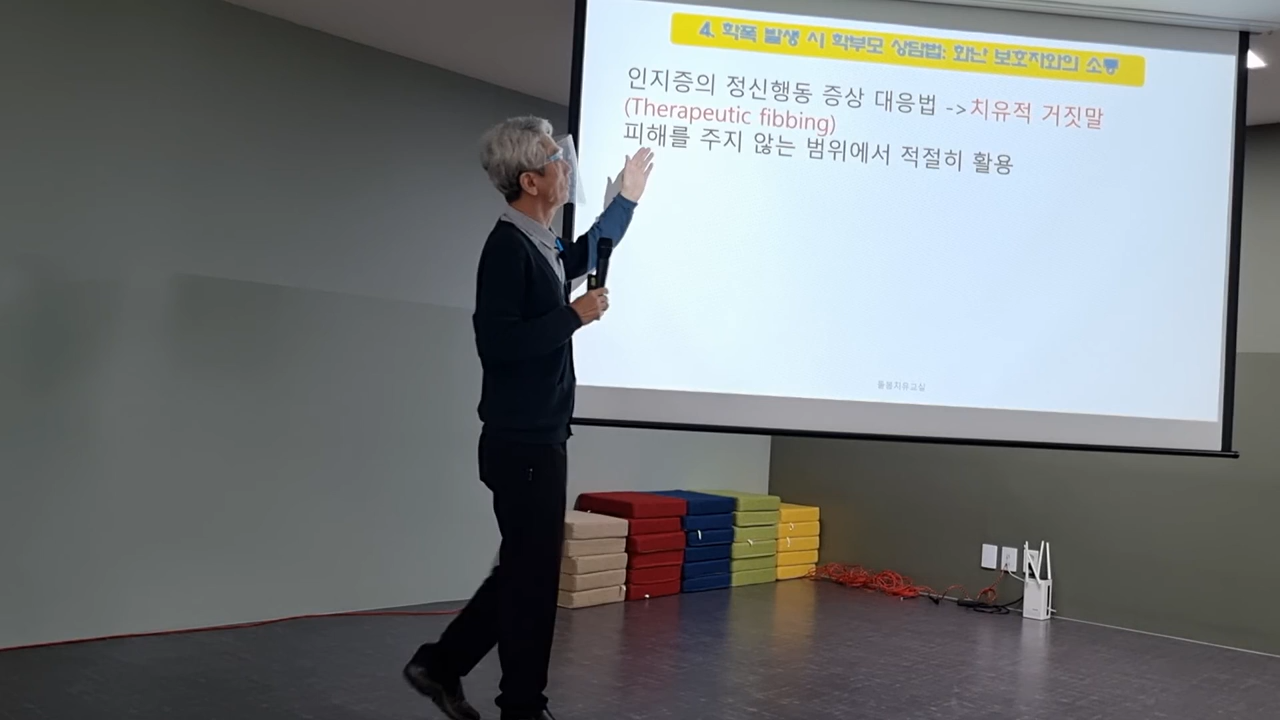 4. 학폭 발생 시 학부모 상담법: 화난 보호자와의 소통
인지증의 정신행동 증상 대응법 ->치유적 거짓말
(Therapeutic fibbing)
피해를 주지 않는 범위에서 적절히 활용